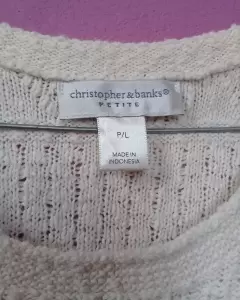 christopher&banks®
PETITE
P/L
MADE IN
INDONESIA